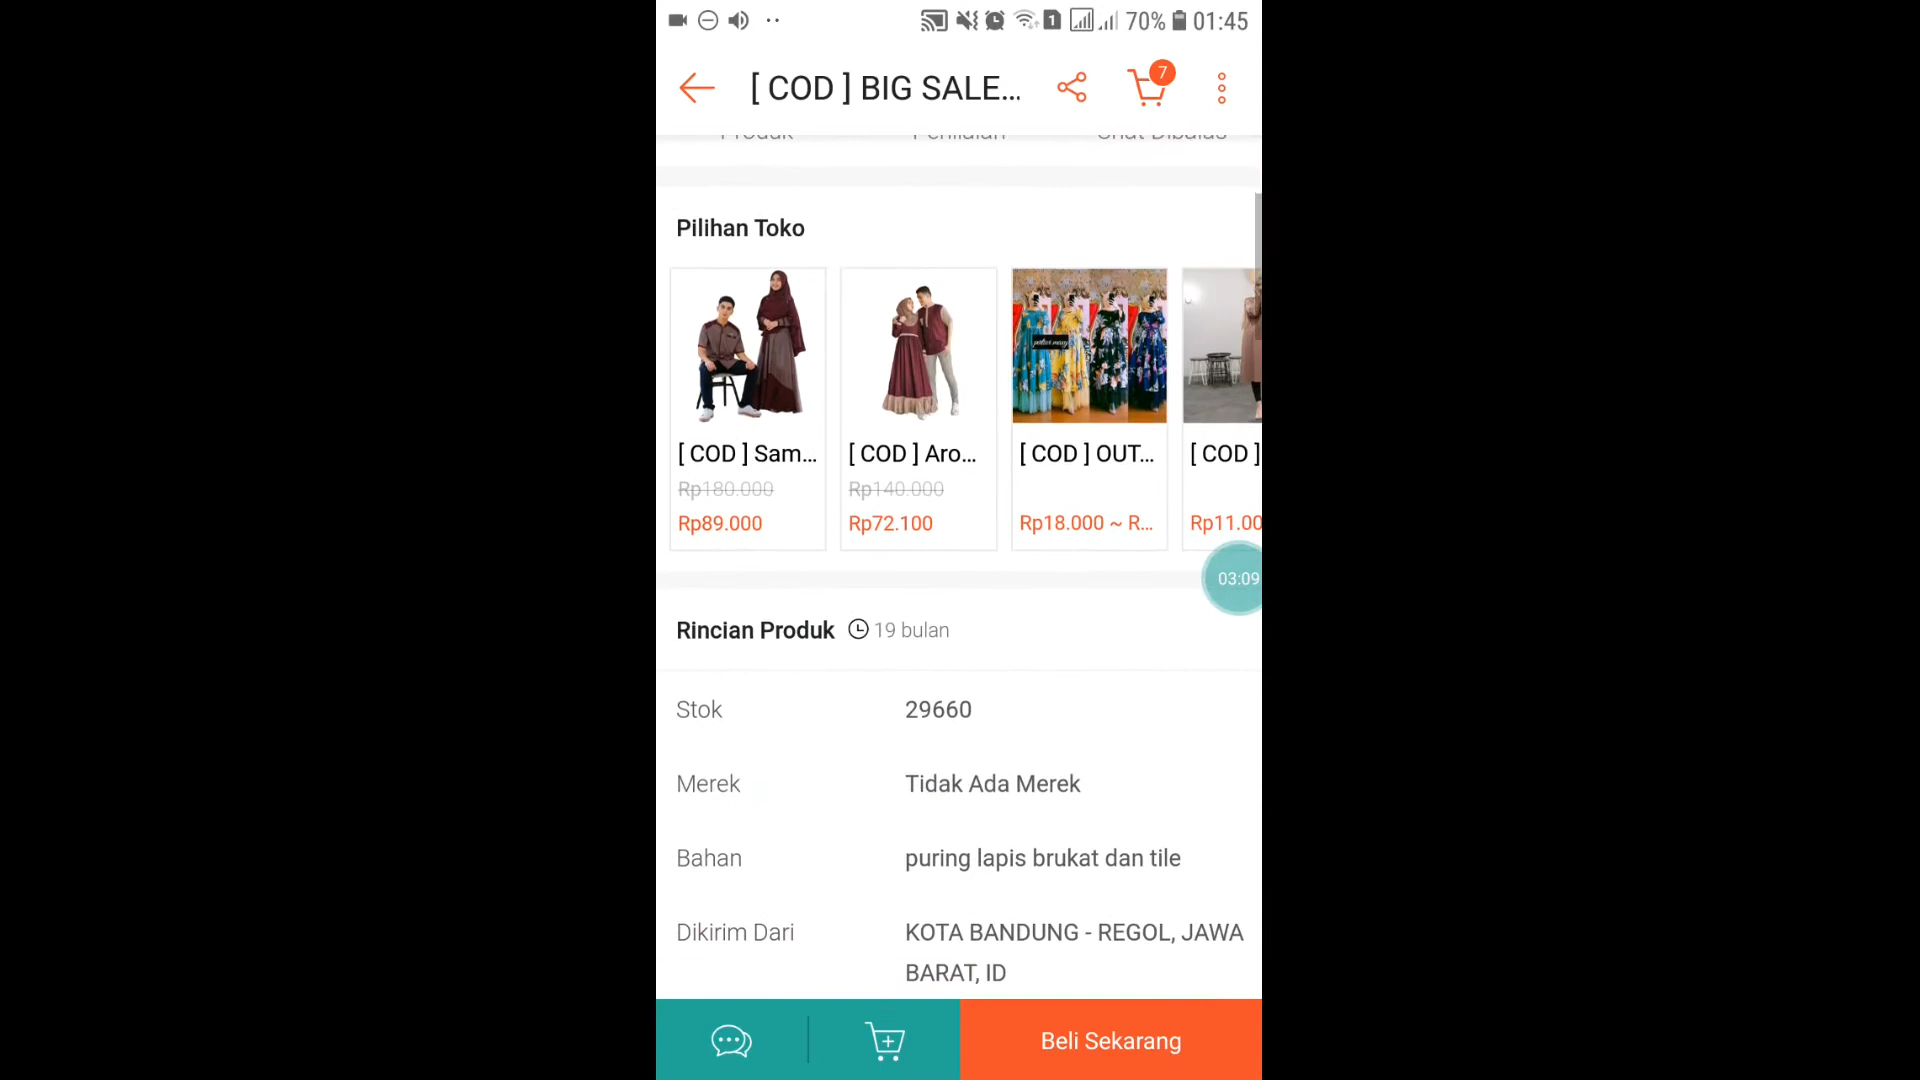 70% 01:45
[ COD ] BIG SALE...
7
Produk Penilaian Chat Dibalas
Pilihan Toko
[ COD ] Sam... [ COD ] Aro... [ COD ] OUT... [ COD ]
Rp180.000 Rp140.000
Rp89.000 Rp72.100 Rp18.000 ~ R... Rp11.00
03:09
Rincian Produk 19 bulan
Stok 29660
Merek Tidak Ada Merek
Bahan puring lapis brukat dan tile
Dikirim Dari KOTA BANDUNG - REGOL, JAWA
BARAT, ID
Beli Sekarang